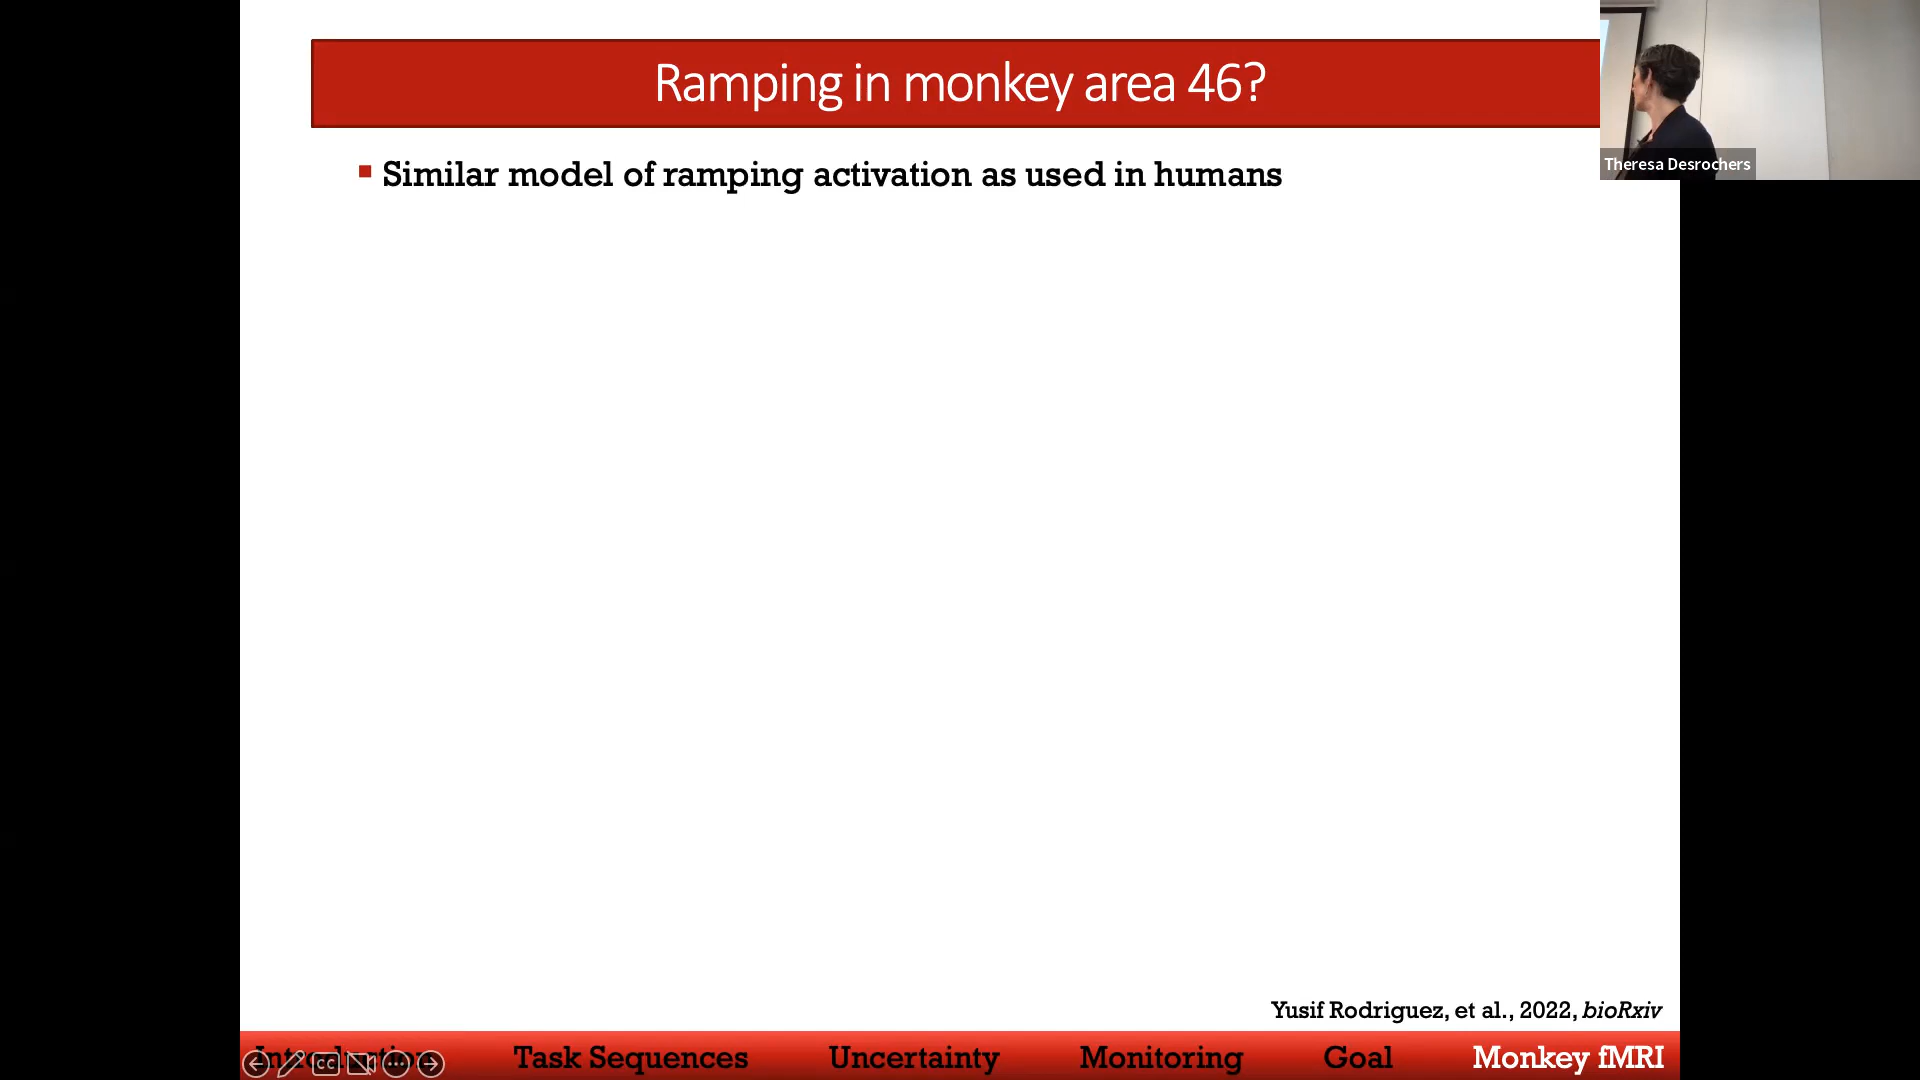 Ramping in monkey area 46?
Theresa Desrochers
Similar model of ramping activation as used in humans
Yusif Rodriguez, et al., 2022, bioRxiv
Introduction Task Sequences Uncertainty Monitoring Goal Monkey fMRI
CC